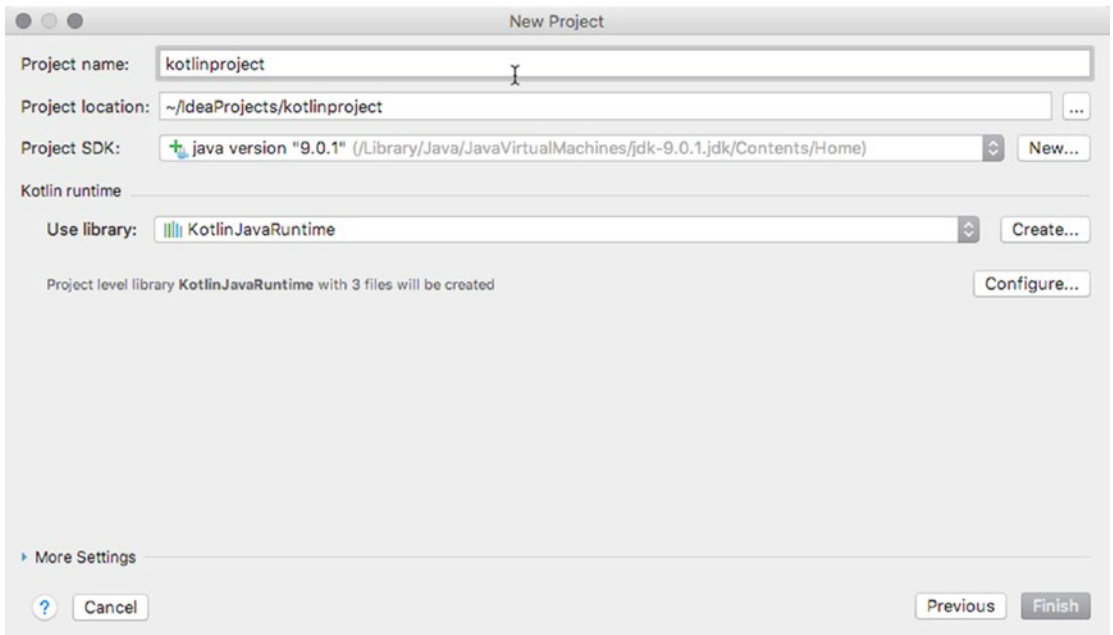 New Project
Project name: kotlinproject
Project location: ~/IdeaProjects/kotlinproject ...
Project SDK: java version "9.0.1" (/Library/Java/JavaVirtualMachines/jdk-9.0.1.jdk/Contents/Home) New...
Kotlin runtime
Use library: KotlinJavaRuntime Create...
Project level library KotlinJavaRuntime with 3 files will be created Configure...
More Settings
? Cancel Previous Finish